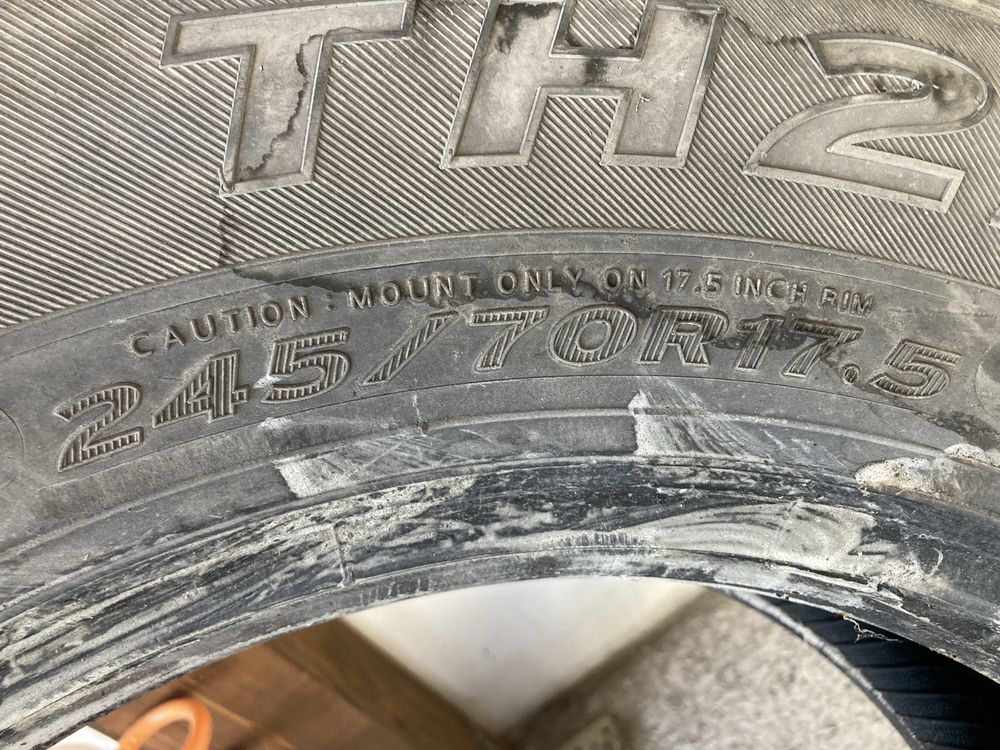 TH2
CAUTION : MOUNT ONLY ON 17.5 INCH RIM
245/70R17.5